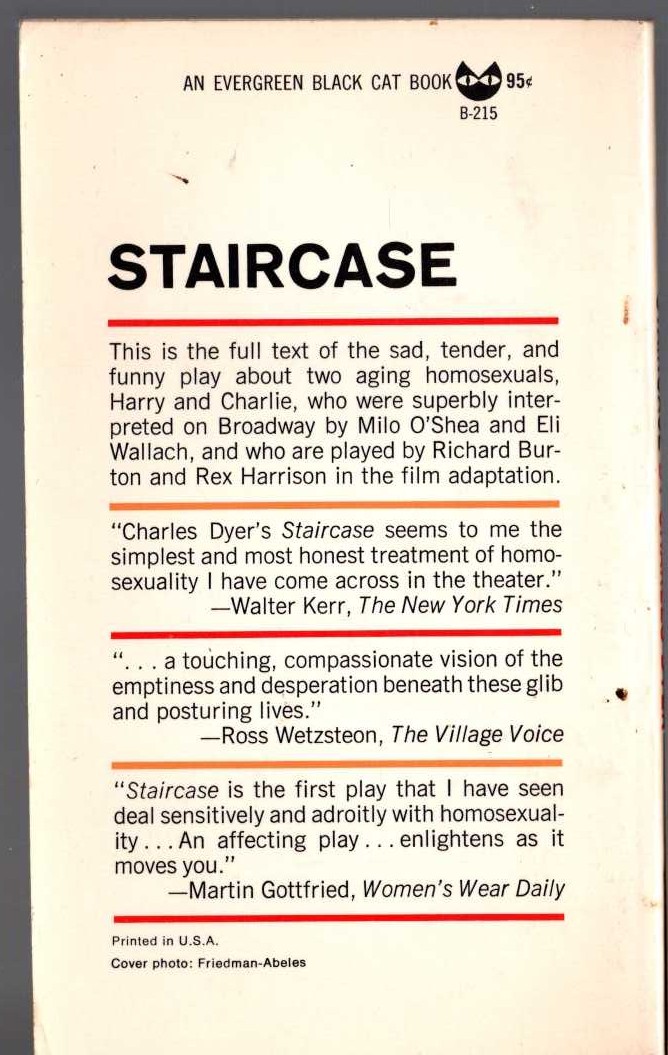 AN EVERGREEN BLACK CAT BOOK 95¢
B-215
STAIRCASE
This is the full text of the sad, tender, and
funny play about two aging homosexuals,
Harry and Charlie, who were superbly inter-
preted on Broadway by Milo O'Shea and Eli
Wallach, and who are played by Richard Bur-
ton and Rex Harrison in the film adaptation.
“Charles Dyer's Staircase seems to me the
simplest and most honest treatment of homo-
sexuality I have come across in the theater.”
—Walter Kerr, The New York Times
“. . . a touching, compassionate vision of the
emptiness and desperation beneath these glib
and posturing lives.”
—Ross Wetzsteon, The Village Voice
“Staircase is the first play that I have seen
deal sensitively and adroitly with homosexual-
ity . . . An affecting play . . . enlightens as it
moves you.”
—Martin Gottfried, Women's Wear Daily
Printed in U.S.A.
Cover photo: Friedman-Abeles